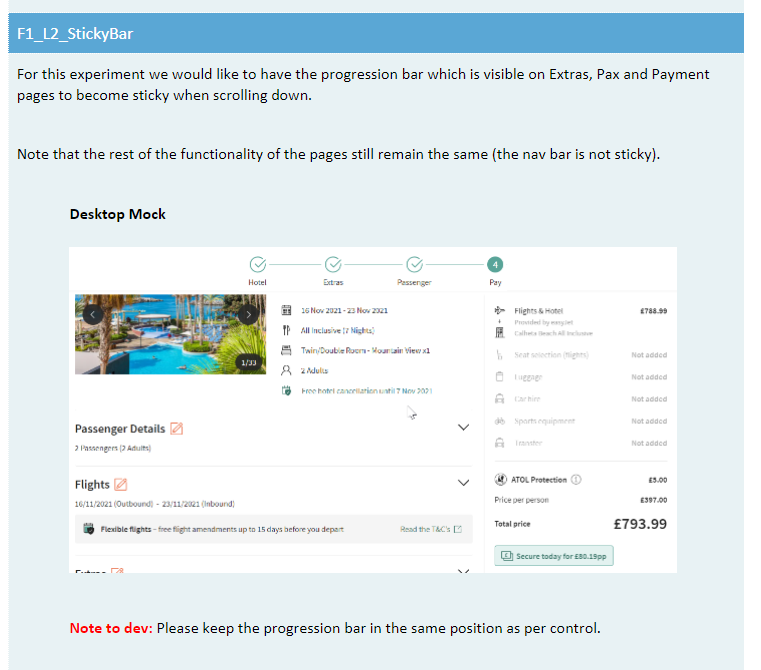 F1_L2_StickyBar
For this experiment we would like to have the progression bar which is visible on Extras, Pax and Payment
pages to become sticky when scrolling down.
Note that the rest of the functionality of the pages still remain the same (the nav bar is not sticky).
Desktop Mock
4
Hotel Extras Passenger Pay
16 Nov 2021 - 23 Nov 2021
All Inclusive (7 Nights)
Twin/Double Room - Mountain View x1
2 Adults
Free hotel cancellation until 7 Nov 2021
1/33
Passenger Details
2 Passengers (2 Adults)
Flights
16/11/2021 (Outbound) - 23/11/2021 (Inbound)
Flexible flights - free flight amendments up to 15 days before you depart Read the T&C's
Extras
Flights & Hotel £788.99
Provided by easyJet
Calheta Beach All Inclusive
Seat selection (flights) Not added
Luggage Not added
Car hire Not added
Sports equipment Not added
Transfer Not added
ATOL Protection £5.00
Price per person £397.00
Total price £793.99
Secure today for £80.19pp
Note to dev: Please keep the progression bar in the same position as per control.